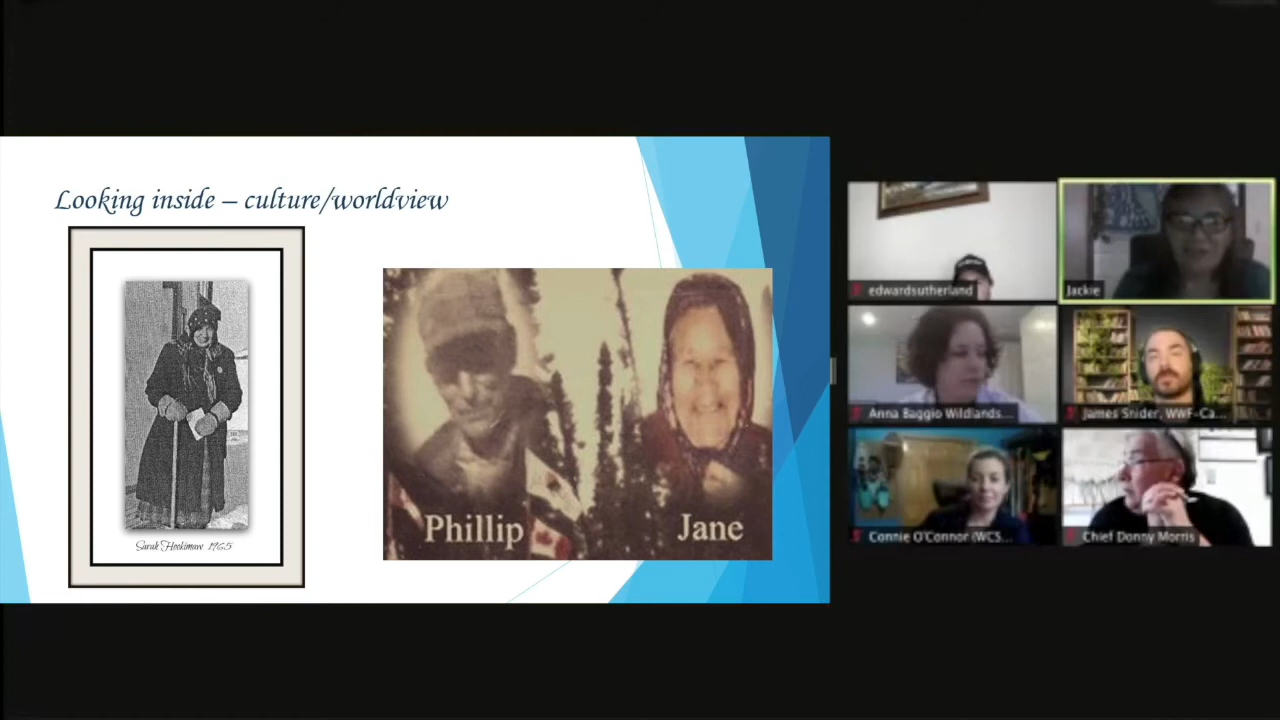 Looking inside – culture/worldview
Sarah Hookimaw 1965
Phillip
Jane
edwardsutherland
Jackie
Anna Baggio Wildlands...
James Snider, WWF-Ca...
Connie O'Connor (WCS...
Chief Donny Morris